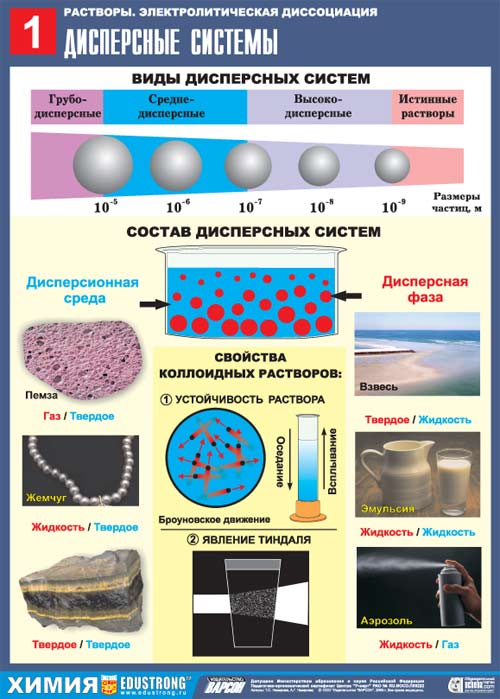 1
РАСТВОРЫ. ЭЛЕКТРОЛИТИЧЕСКАЯ ДИССОЦИАЦИЯ
ДИСПЕРСНЫЕ СИСТЕМЫ
ВИДЫ ДИСПЕРСНЫХ СИСТЕМ
Грубо-дисперсные
Средне-дисперсные
Высоко-дисперсные
Истинные растворы
10⁻⁵ 10⁻⁶ 10⁻⁷ 10⁻⁸ 10⁻⁹
Размеры частиц, м
СОСТАВ ДИСПЕРСНЫХ СИСТЕМ
Дисперсионная среда
Дисперсная фаза
Пемза
Газ / Твердое
Жемчуг
Жидкость / Твердое
Твердое / Твердое
СВОЙСТВА
КОЛЛОИДНЫХ РАСТВОРОВ:
1 УСТОЙЧИВОСТЬ РАСТВОРА
Оседание
Всплывание
Броуновское движение
2 ЯВЛЕНИЕ ТИНДАЛЯ
Взвесь
Твердое / Жидкость
Эмульсия
Жидкость / Жидкость
Аэрозоль
Жидкость / Газ
ХИМИЯ
EDUSTRONG
www.edustrong.ru
ВАРСОН